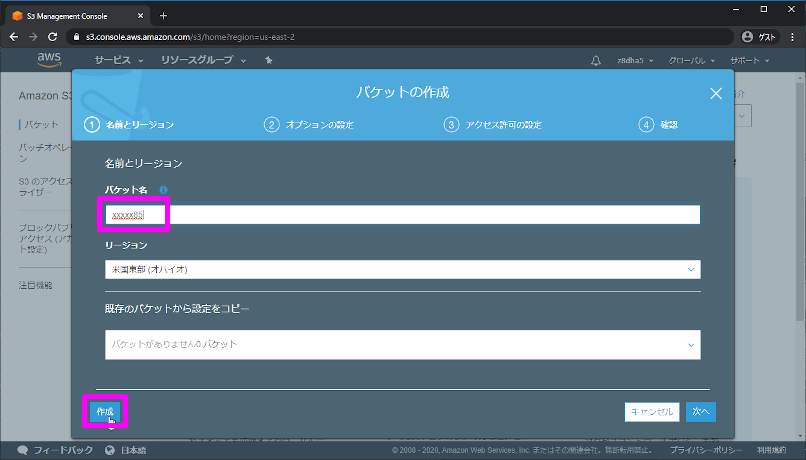 S3 Management Console
s3.console.aws.amazon.com/s3/home?region=us-east-2
ゲスト
aws
サービス
リソースグループ
z8dha5
グローバル
サポート
Amazon S3
バケット
バッチオペレー
ン
S3 のアクセス
ライザー
ブロックパブ
アクセス (アカ
ト設定)
注目機能
バケットの作成
1 名前とリージョン
2 オプションの設定
3 アクセス許可の設定
4 確認
名前とリージョン
バケット名
xxxxx85
リージョン
米国東部 (オハイオ)
既存のバケットから設定をコピー
バケットがありません0 バケット
作成
キャンセル
次へ
フィードバック
日本語
© 2008 - 2020, Amazon Web Services, Inc. またはその関連会社。無断転用禁止。
プライバシーポリシー
利用規約